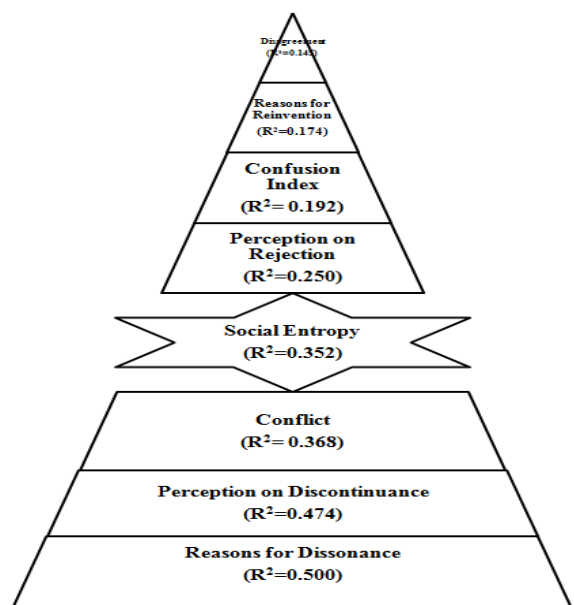 Disagreement
(R²=0.145)
Reasons for
Reinvention
(R²=0.174)
Confusion
Index
(R²= 0.192)
Perception on
Rejection
(R²=0.250)
Social Entropy
(R²=0.352)
Conflict
(R²= 0.368)
Perception on Discontinuance
(R²=0.474)
Reasons for Dissonance
(R²=0.500)